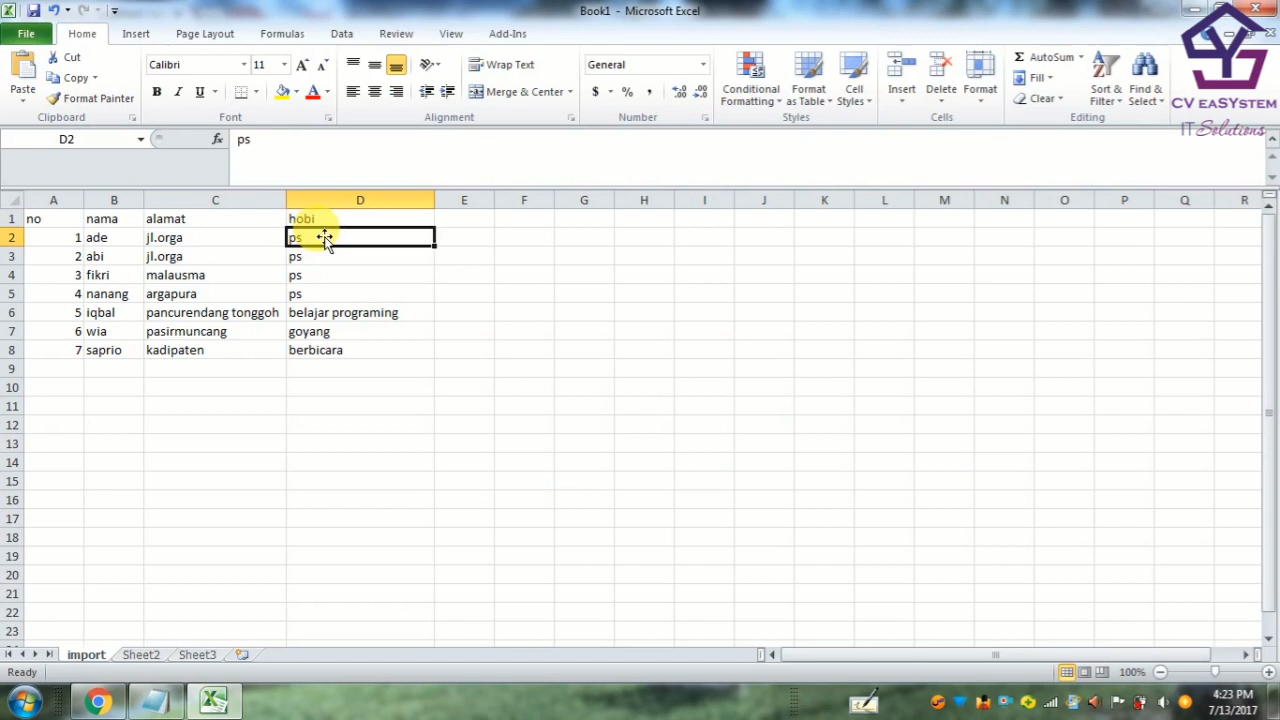 Book1 - Microsoft Excel
File Home Insert Page Layout Formulas Data Review View Add-Ins
Paste
Cut
Copy
Format Painter
Clipboard
Calibri 11
B I U
Font
Wrap Text
Merge & Center
Alignment
General
$ % ,
Number
Conditional Formatting
Format as Table
Cell Styles
Styles
Insert Delete Format
Cells
Σ AutoSum
Fill
Clear
Sort & Filter
Find & Select
Editing
CV eaSYstem
IT Solutions
D2 fx ps
A B C D E F G H I J K L M N O P Q R
1 no nama alamat hobi
2 1 ade jl.orga ps
3 2 abi jl.orga ps
4 3 fikri malausma ps
5 4 nanang argapura ps
6 5 iqbal pancurendang tonggoh belajar programing
7 6 wia pasirmuncang goyang
8 7 saprio kadipaten berbicara
9
10
11
12
13
14
15
16
17
18
19
20
21
22
23
import Sheet2 Sheet3
Ready 100%
4:23 PM
7/13/2017